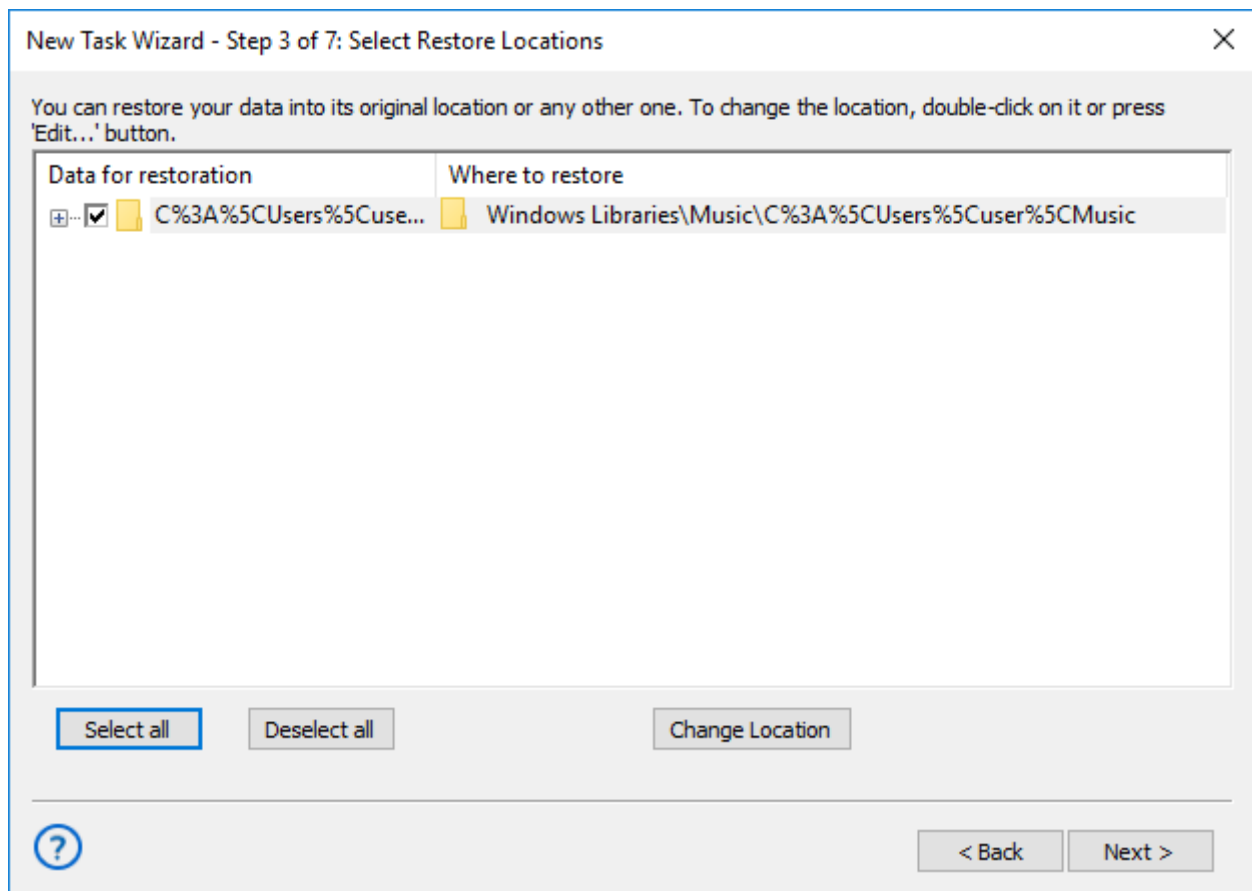 New Task Wizard - Step 3 of 7: Select Restore Locations
You can restore your data into its original location or any other one. To change the location, double-click on it or press
'Edit...' button.
Data for restoration Where to restore
C%3A%5CUsers%5Cuse... Windows Libraries\Music\C%3A%5CUsers%5Cuser%5CMusic
Select all Deselect all Change Location
? < Back Next >